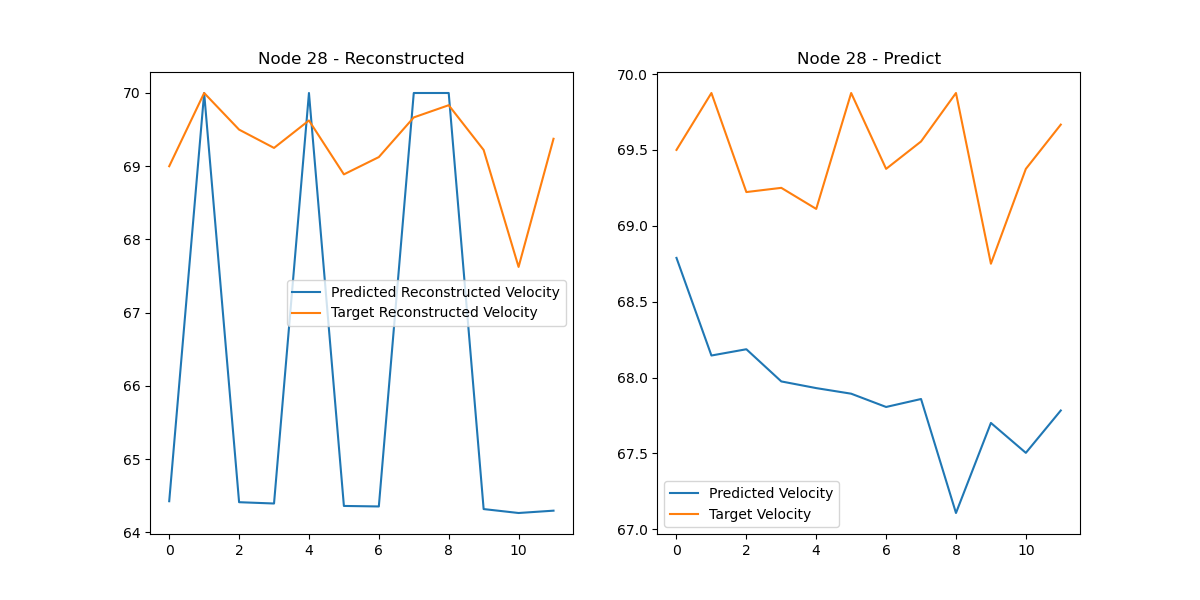 Node 28 - Reconstructed
70
69
68
67
66
65
64
0 2 4 6 8 10
Predicted Reconstructed Velocity
Target Reconstructed Velocity
Node 28 - Predict
70.0
69.5
69.0
68.5
68.0
67.5
67.0
0 2 4 6 8 10
Predicted Velocity
Target Velocity